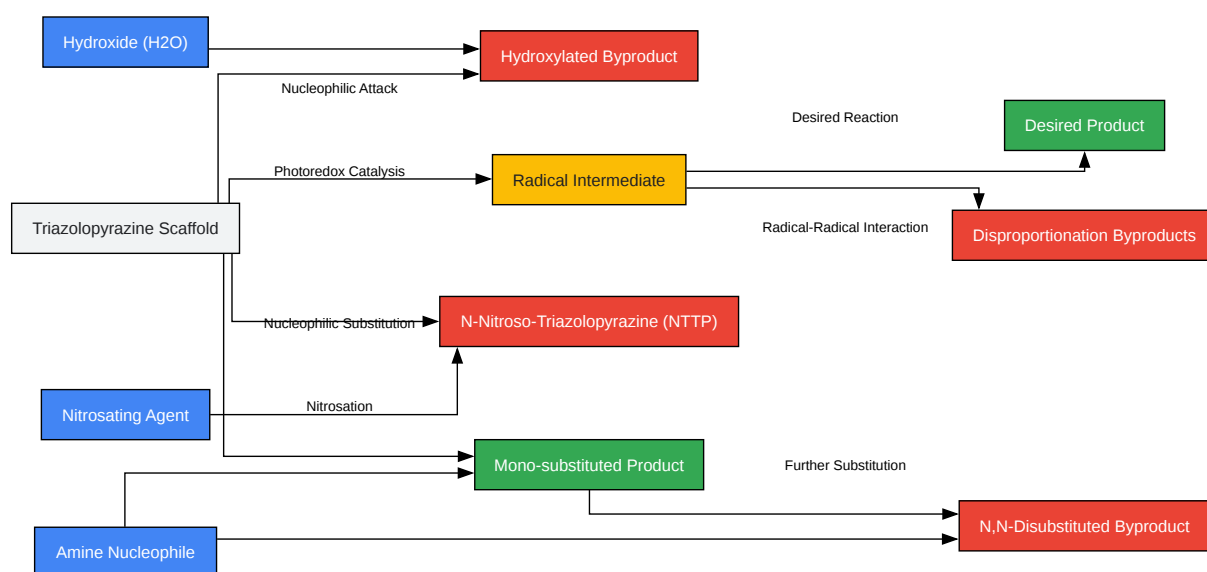 Hydroxide (H2O)
Hydroxylated Byproduct
Nucleophilic Attack
Desired Reaction
Desired Product
Photoredox Catalysis
Radical Intermediate
Triazolopyrazine Scaffold
Radical-Radical Interaction
Disproportionation Byproducts
Nucleophilic Substitution
N-Nitroso-Triazolopyrazine (NTTP)
Nitrosating Agent
Nitrosation
Mono-substituted Product
Further Substitution
N,N-Disubstituted Byproduct
Amine Nucleophile